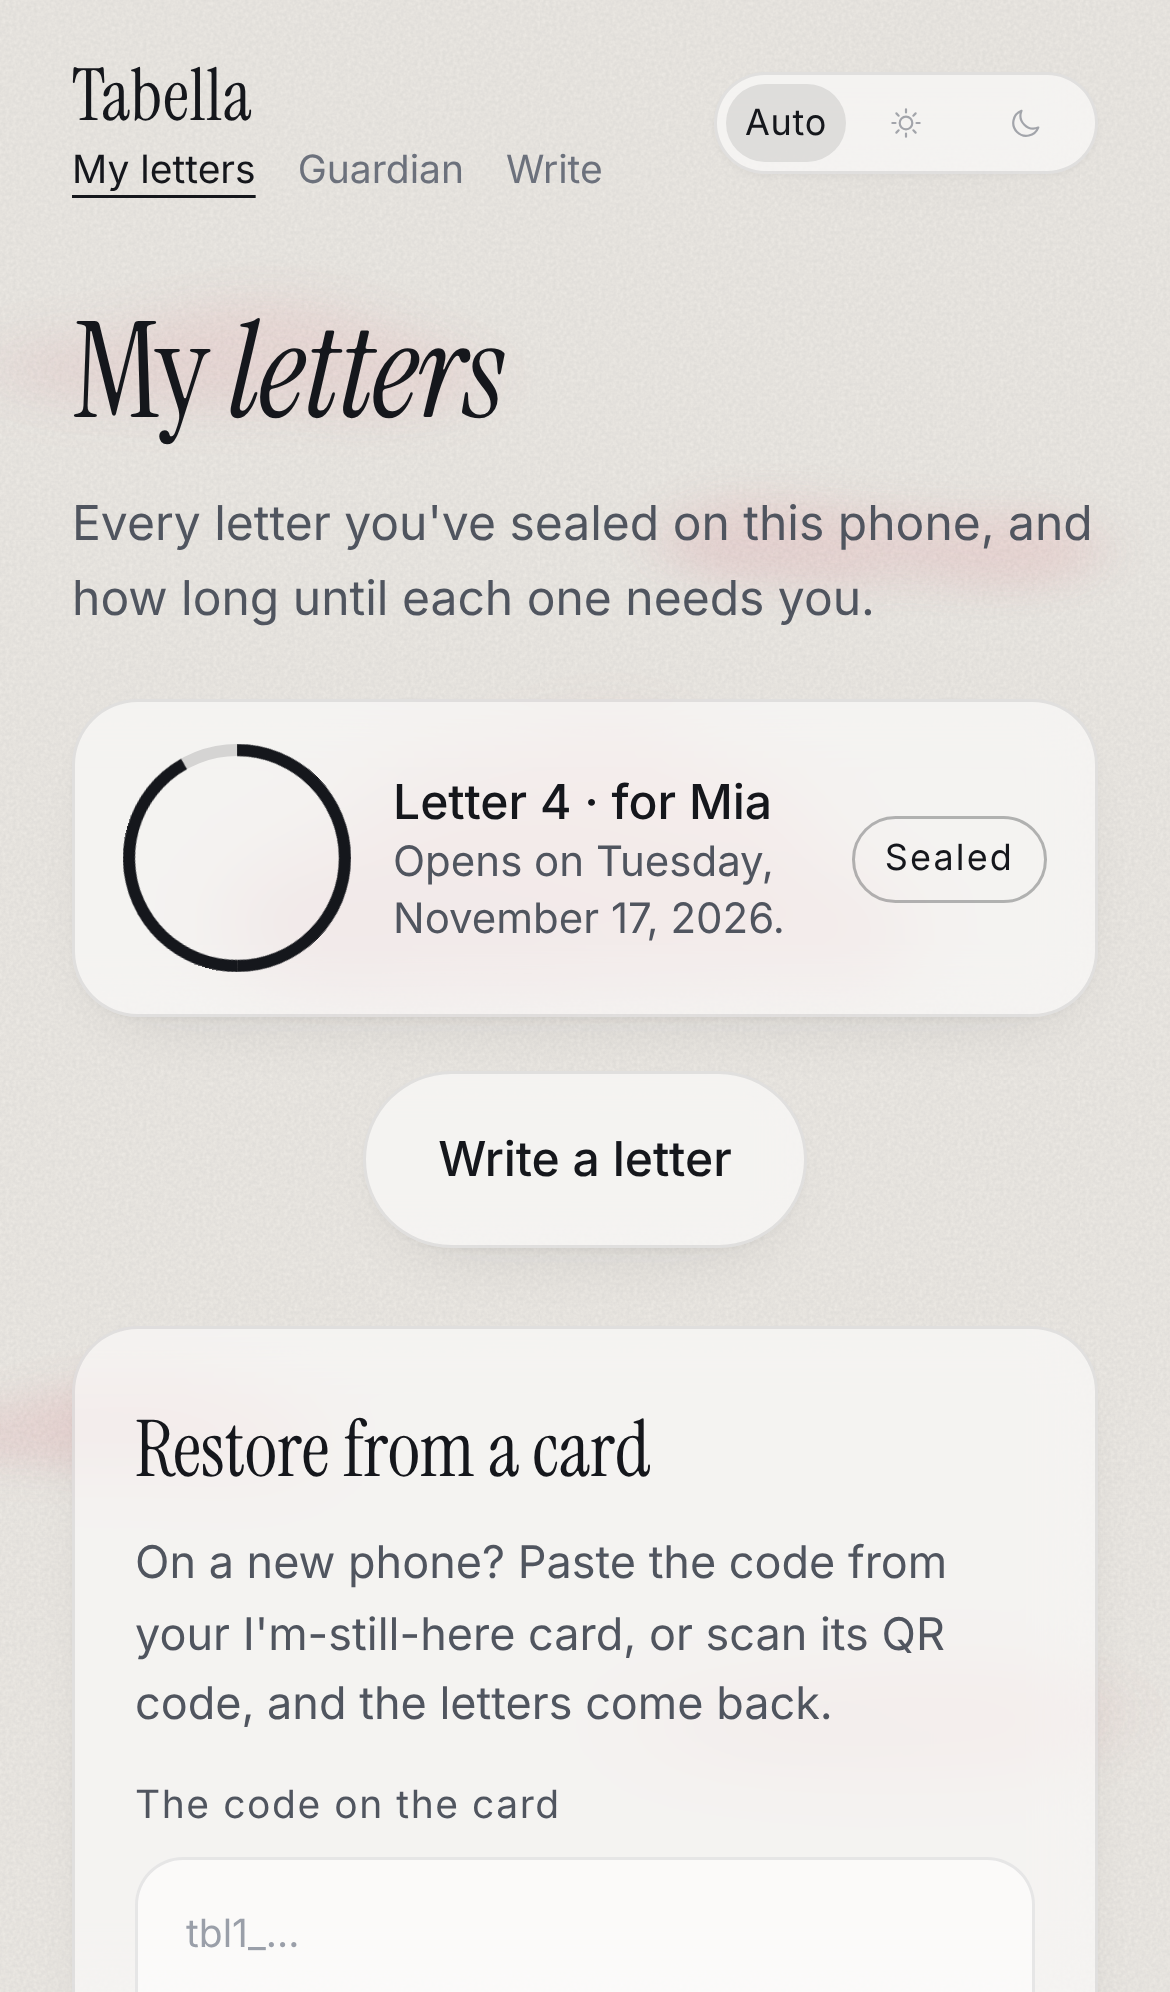 Tabella
Auto
My letters Guardian Write
My letters
Every letter you've sealed on this phone, and
how long until each one needs you.
Letter 4 · for Mia
Opens on Tuesday,
November 17, 2026.
Sealed
Write a letter
Restore from a card
On a new phone? Paste the code from
your I'm-still-here card, or scan its QR
code, and the letters come back.
The code on the card
tbl1_...